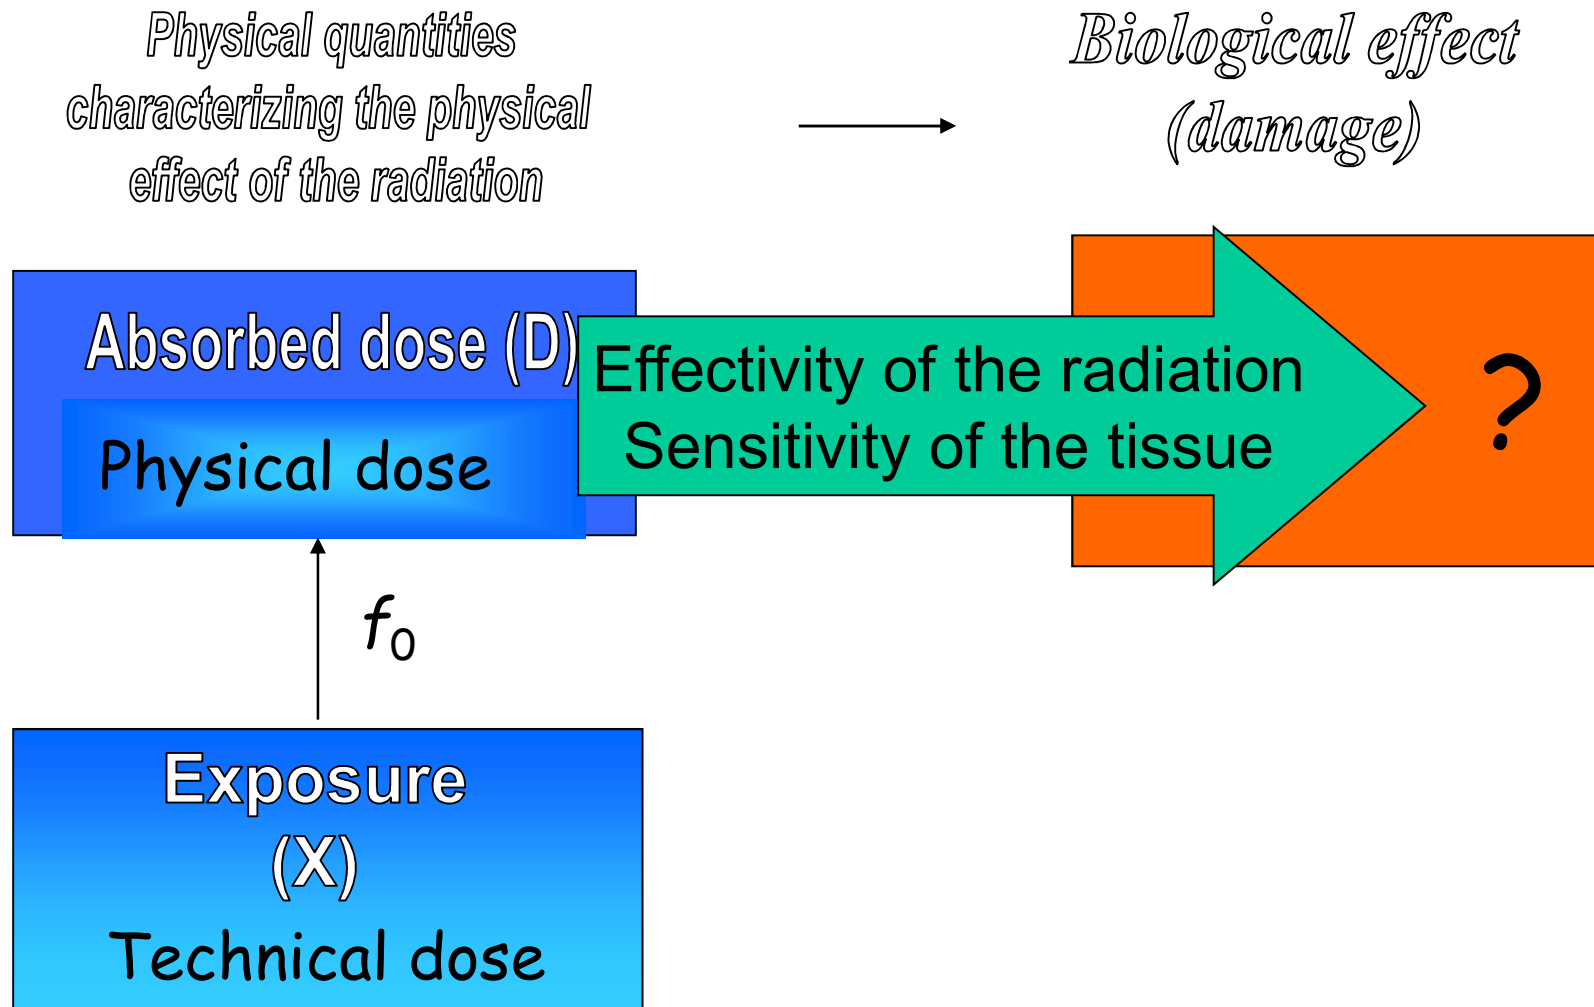 Physical quantities
characterizing the physical
effect of the radiation
Biological effect
(damage)
Absorbed dose (D)
Physical dose
Effectivity of the radiation
Sensitivity of the tissue
?
f₀
Exposure
(X)
Technical dose